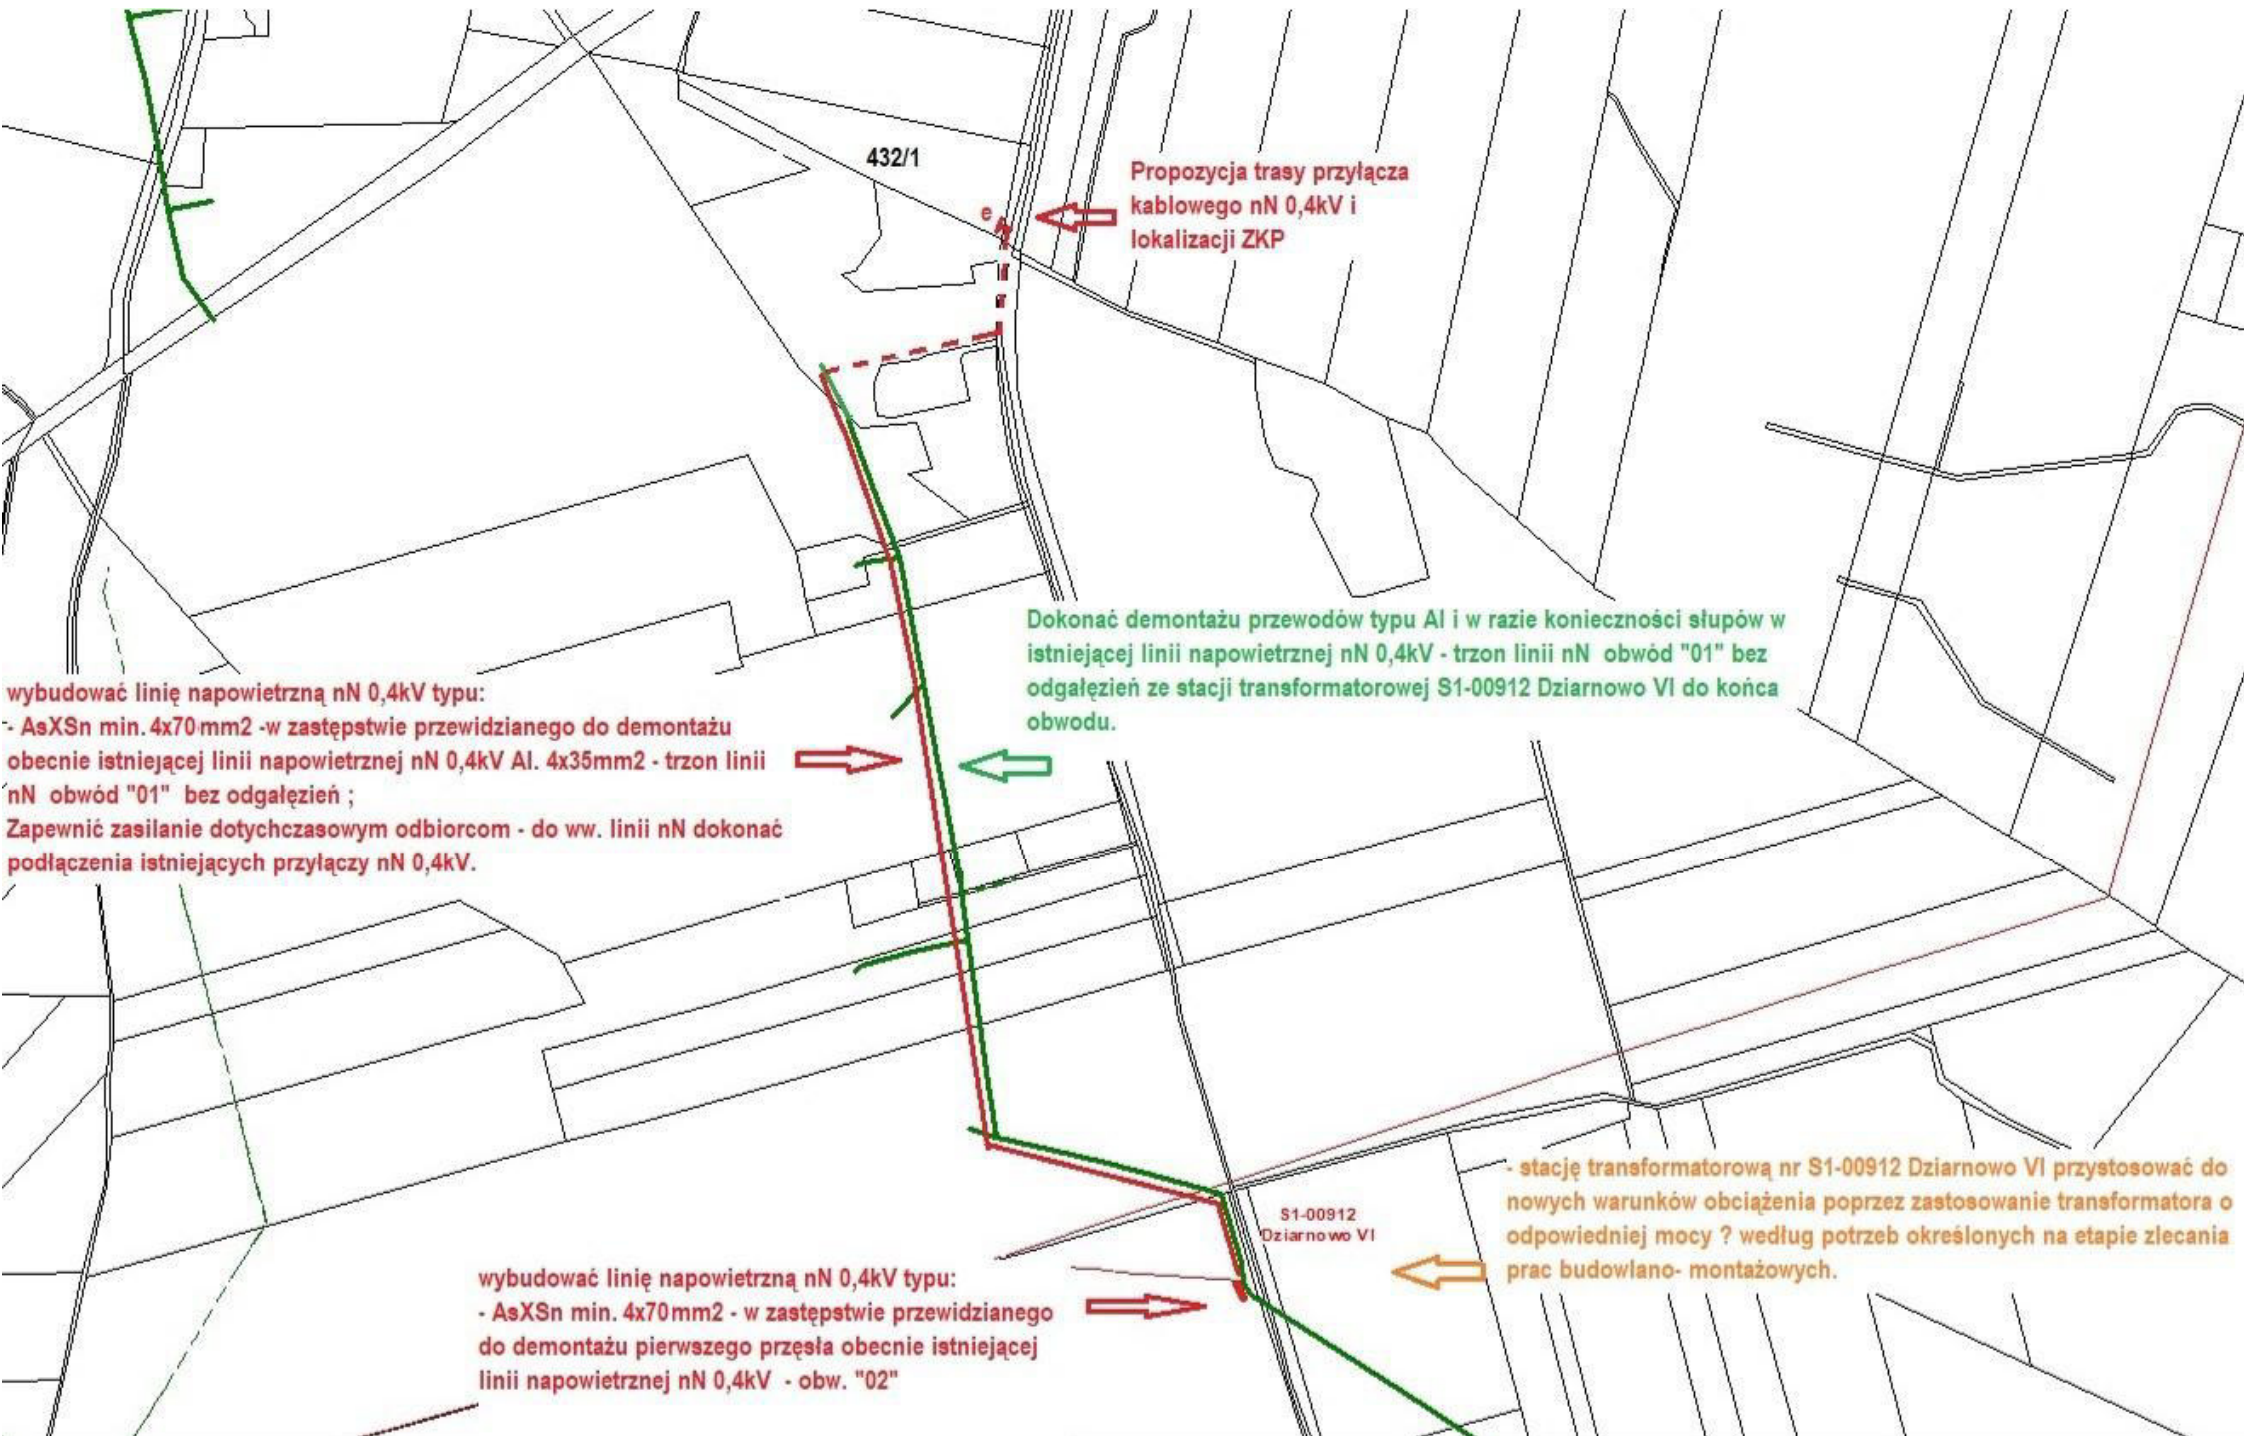 432/1
Propozycja trasy przyłącza
kablowego nN 0,4kV i
lokalizacji ZKP
e
Dokonać demontażu przewodów typu Al i w razie konieczności słupów w
istniejącej linii napowietrznej nN 0,4kV - trzon linii nN obwód "01" bez
odgałęzień ze stacji transformatorowej S1-00912 Dziarnowo VI do końca
obwodu.
wybudować linię napowietrzną nN 0,4kV typu:
- AsXSn min. 4x70mm2 -w zastępstwie przewidzianego do demontażu
obecnie istniejącej linii napowietrznej nN 0,4kV Al. 4x35mm2 - trzon linii
nN obwód "01" bez odgałęzień ;
Zapewnić zasilanie dotychczasowym odbiorcom - do ww. linii nN dokonać
podłączenia istniejących przyłączy nN 0,4kV.
- stację transformatorową nr S1-00912 Dziarnowo VI przystosować do
nowych warunków obciążenia poprzez zastosowanie transformatora o
odpowiedniej mocy ? według potrzeb określonych na etapie zlecania
prac budowlano- montażowych.
S1-00912
Dziarnowo VI
wybudować linię napowietrzną nN 0,4kV typu:
- AsXSn min. 4x70mm2 - w zastępstwie przewidzianego
do demontażu pierwszego przęsła obecnie istniejącej
linii napowietrznej nN 0,4kV - obw. "02"